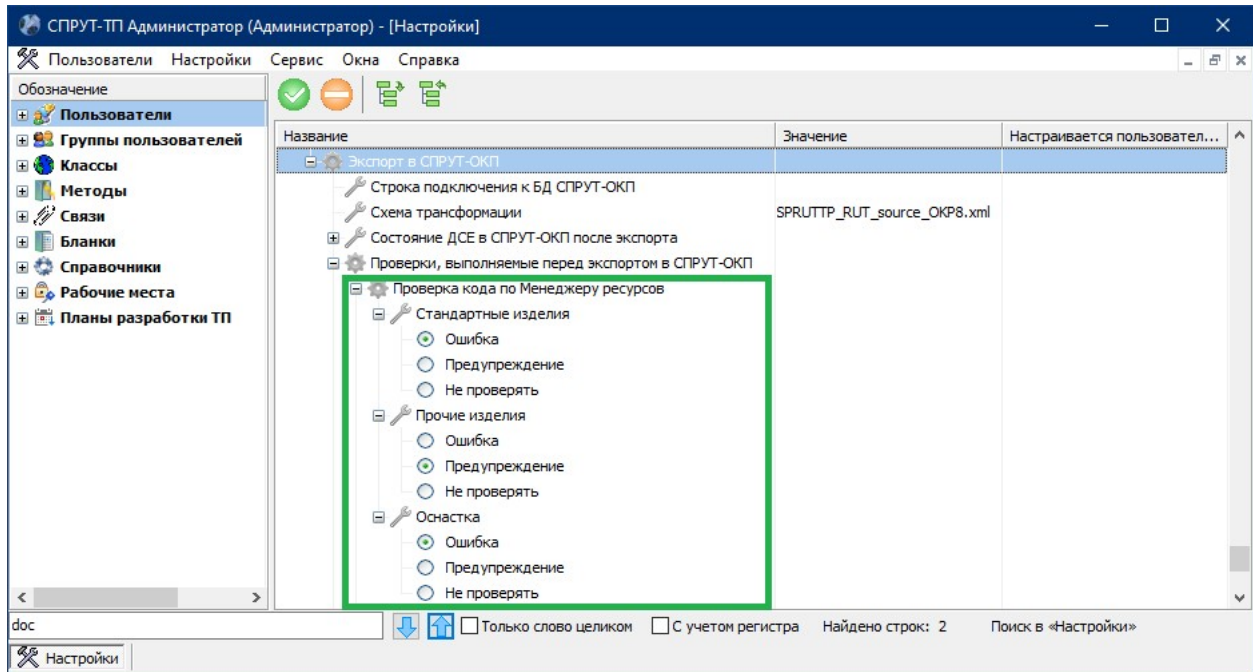 СПРУТ-ТП Администратор (Администратор) - [Настройки]
Пользователи Настройки Сервис Окна Справка
Обозначение
Пользователи
Группы пользователей
Классы
Методы
Связи
Бланки
Справочники
Рабочие места
Планы разработки ТП
Название Значение Настраивается пользовател...
Экспорт в СПРУТ-ОКП
Строка подключения к БД СПРУТ-ОКП
Схема трансформации SPRUTTP_RUT_source_OKP8.xml
Состояние ДСЕ в СПРУТ-ОКП после экспорта
Проверки, выполняемые перед экспортом в СПРУТ-ОКП
Проверка кода по Менеджеру ресурсов
Стандартные изделия
Ошибка
Предупреждение
Не проверять
Прочие изделия
Ошибка
Предупреждение
Не проверять
Оснастка
Ошибка
Предупреждение
Не проверять
doc Только слово целиком С учетом регистра Найдено строк: 2 Поиск в «Настройки»
Настройки